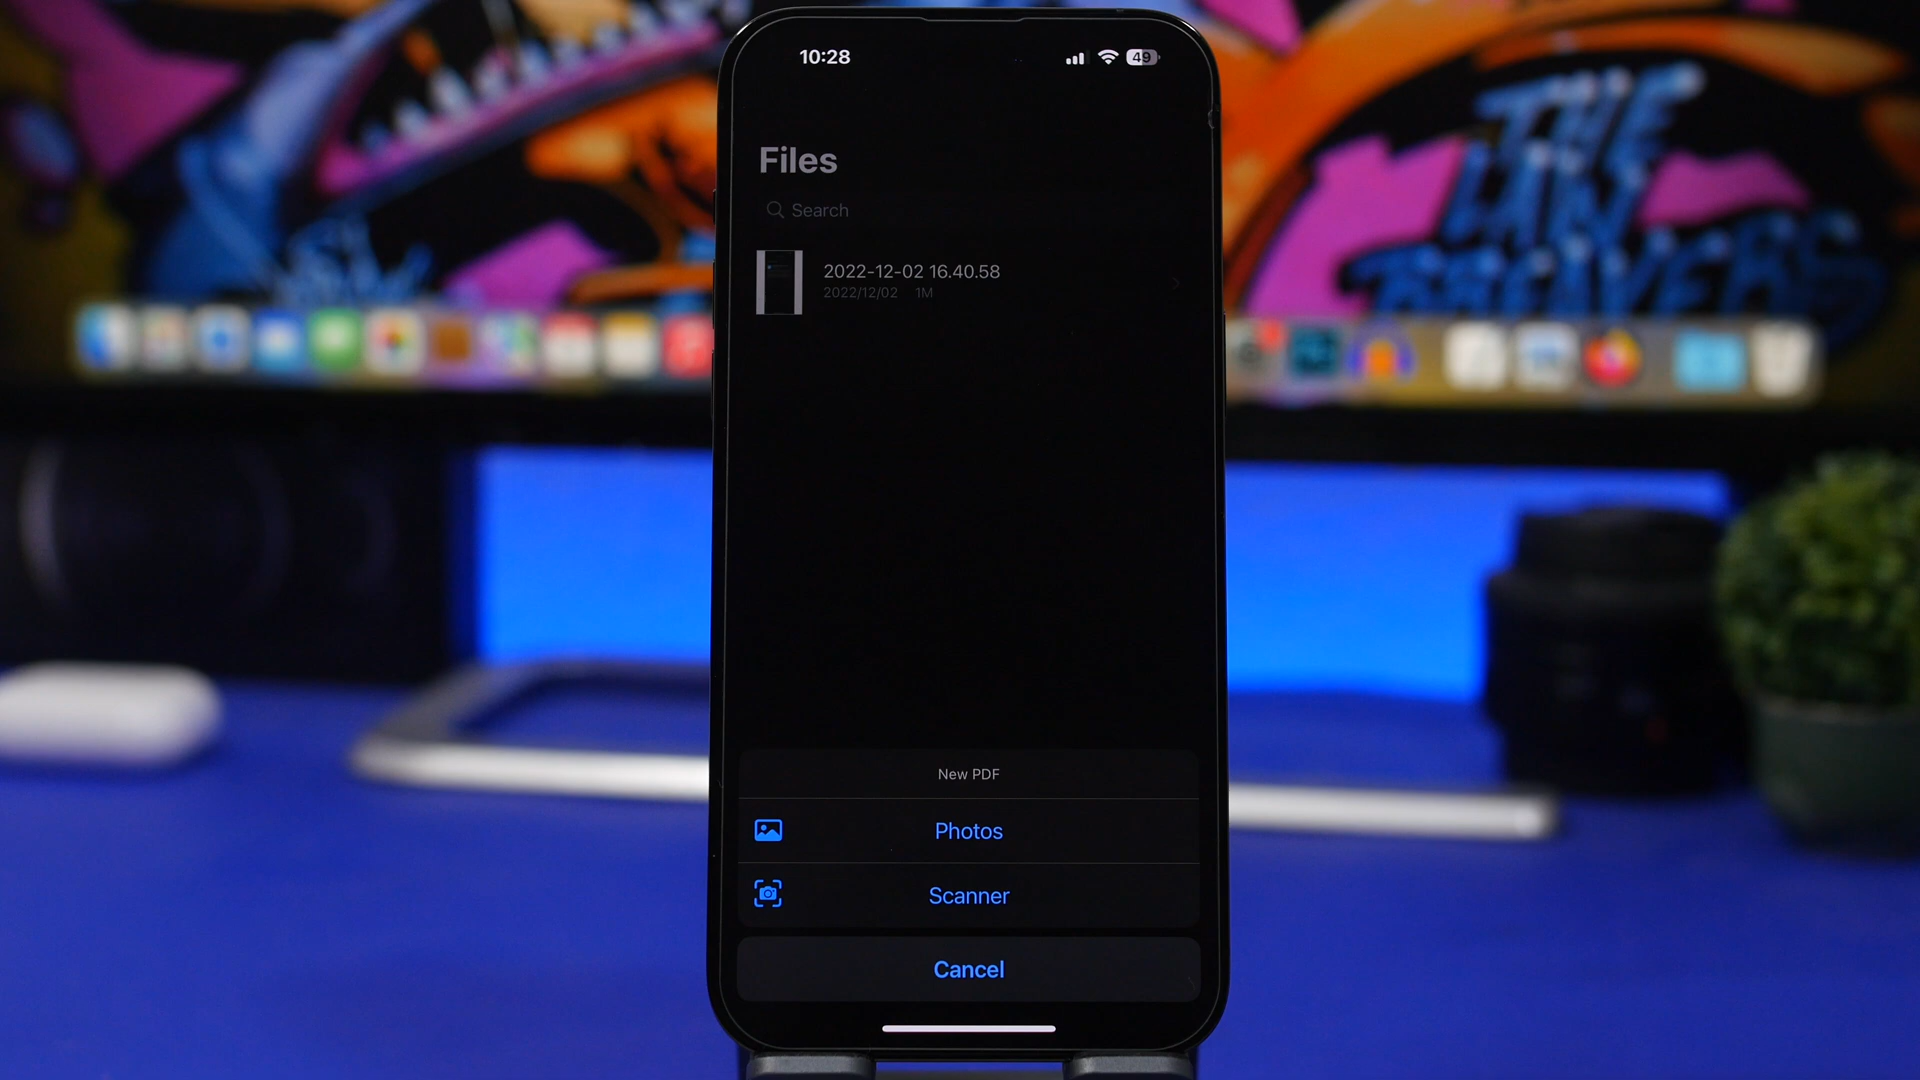 10:28
49
Files
Search
2022-12-02 16.40.58
2022/12/02 1M
New PDF
Photos
Scanner
Cancel
THE